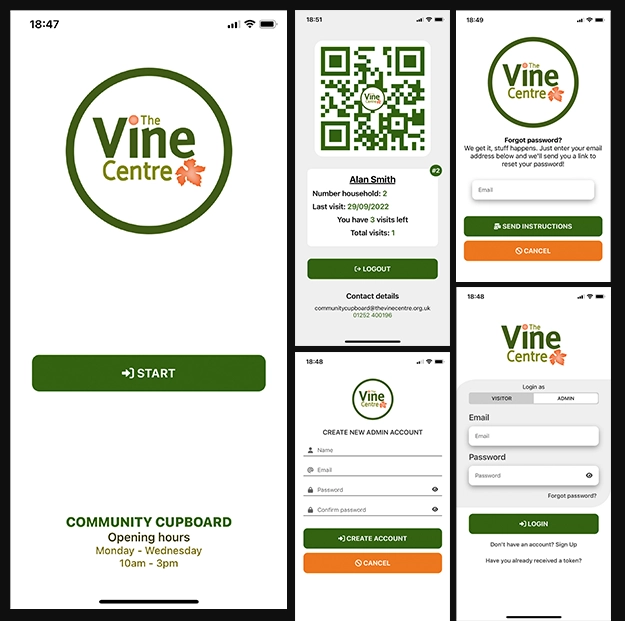 18:47
The
Vine
Centre
START
COMMUNITY CUPBOARD
Opening hours
Monday - Wednesday
10am - 3pm
18:51
The
Vine
Centre
#2
Alan Smith
Number household: 2
Last visit: 29/09/2022
You have 3 visits left
Total visits: 1
LOGOUT
Contact details
communitycupboard@thevinecentre.org.uk
01252 400196
18:48
The
Vine
Centre
CREATE NEW ADMIN ACCOUNT
Name
Email
Password
Confirm password
CREATE ACCOUNT
CANCEL
18:49
The
Vine
Centre
Forgot password?
We get it, stuff happens. Just enter your email
address below and we'll send you a link to
reset your password!
Email
SEND INSTRUCTIONS
CANCEL
18:48
The
Vine
Centre
Login as
VISITOR ADMIN
Email
Email
Password
Password
Forgot password?
LOGIN
Don't have an account? Sign Up
Have you already received a token?